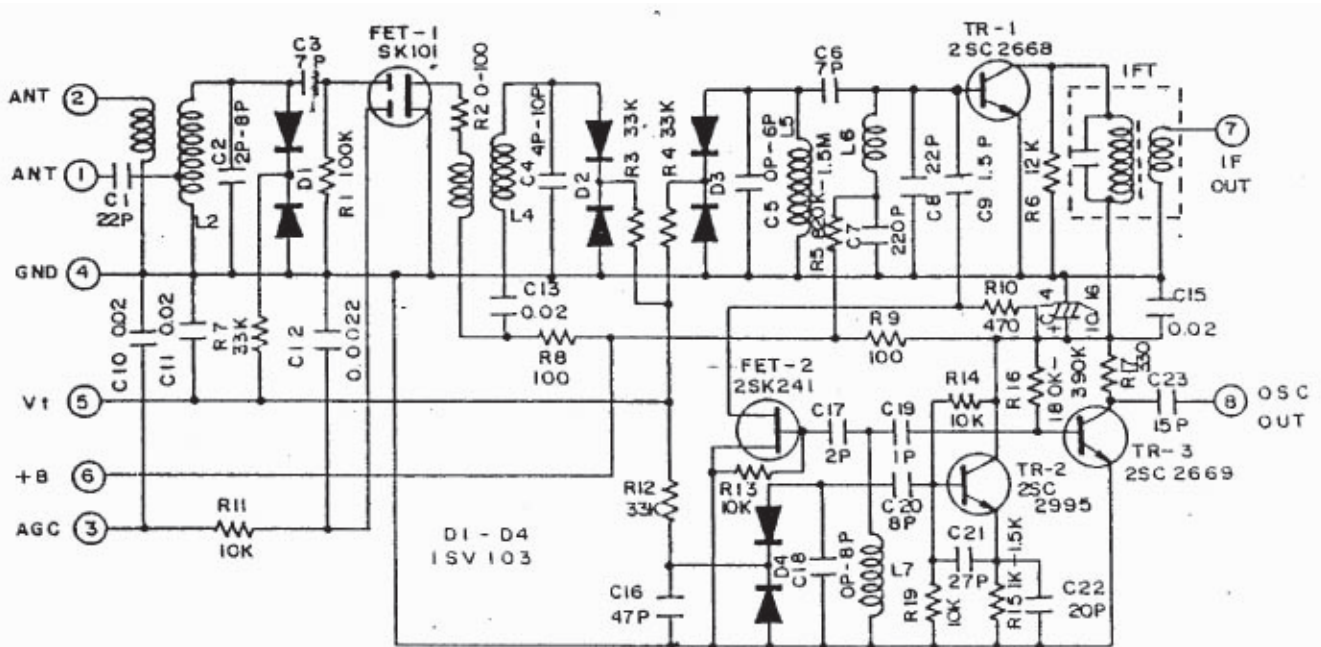 FET-1
SK101
TR-1
2SC2668
C3
7P
C6
7P
IFT
ANT 2
ANT 1
C1
22P
L2
C2
2P-8P
D1
R1 100K
R2 0-100
L4
C4
4P-10P
D2
R3 33K
R4 33K
D3
C5 0P-6P
L5
R5 820K-1.5M
L6
C7
220P
C8 22P
C9 1.5P
R6 12K
7
IF
OUT
GND 4
C10 0.02
C11 0.02
R7
33K
C12
0.0022
C13
0.02
R8
100
R9
100
R10
470
+
10/16
C15
0.02
FET-2
2SK241
Vt 5
+B 6
AGC 3
R11
10K
D1-D4
1SV103
R12
33K
C16
47P
R13
10K
C17
2P
C19
1P
C20
8P
R14
10K
R16
180K-
390K
R17
330
C23
15P
8 OSC
OUT
TR-3
2SC2669
TR-2
2SC
2995
D4
C18
0P-8P
L7
R19
10K
C21
27P
R15 1K-1.5K
C22
20P